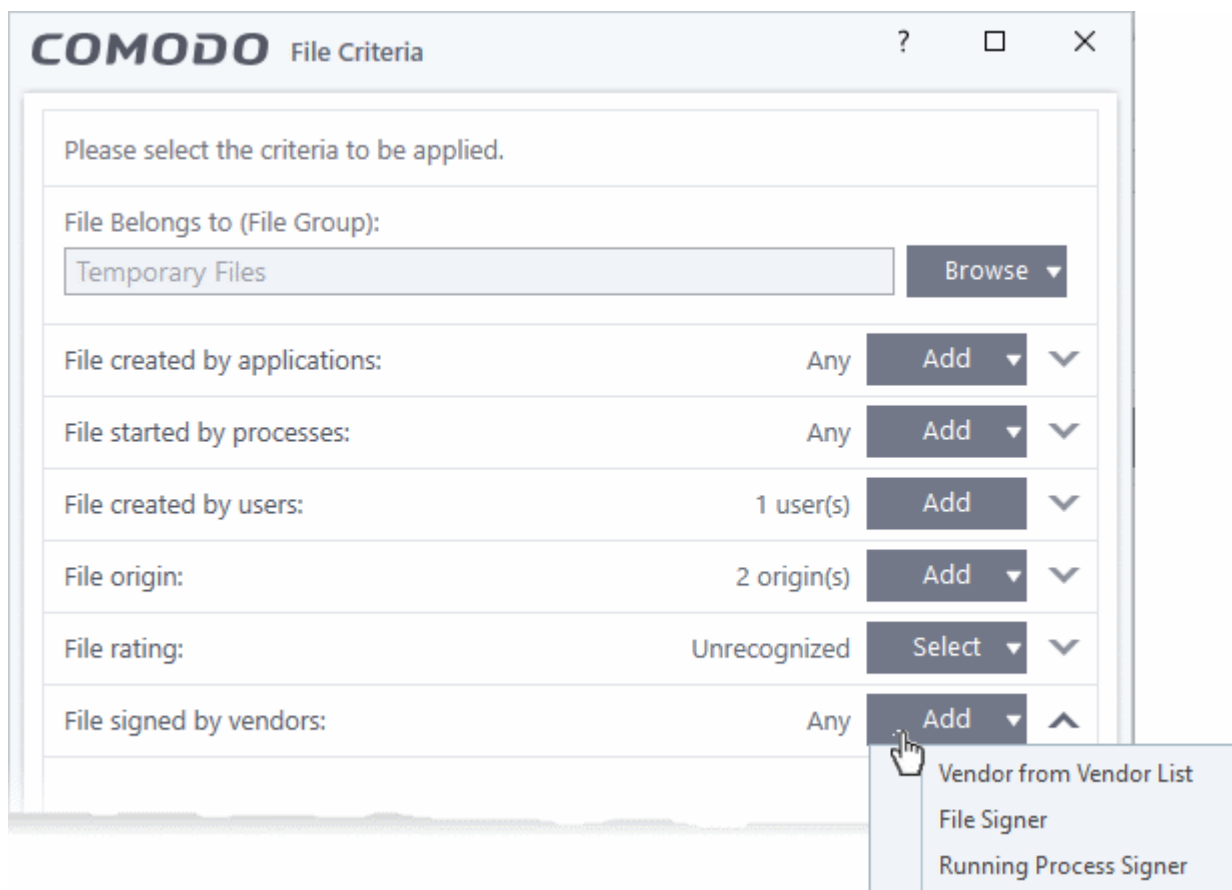 COMODO File Criteria ?
Please select the criteria to be applied.
File Belongs to (File Group):
Temporary Files Browse
File created by applications: Any Add
File started by processes: Any Add
File created by users: 1 user(s) Add
File origin: 2 origin(s) Add
File rating: Unrecognized Select
File signed by vendors: Any Add
Vendor from Vendor List
File Signer
Running Process Signer